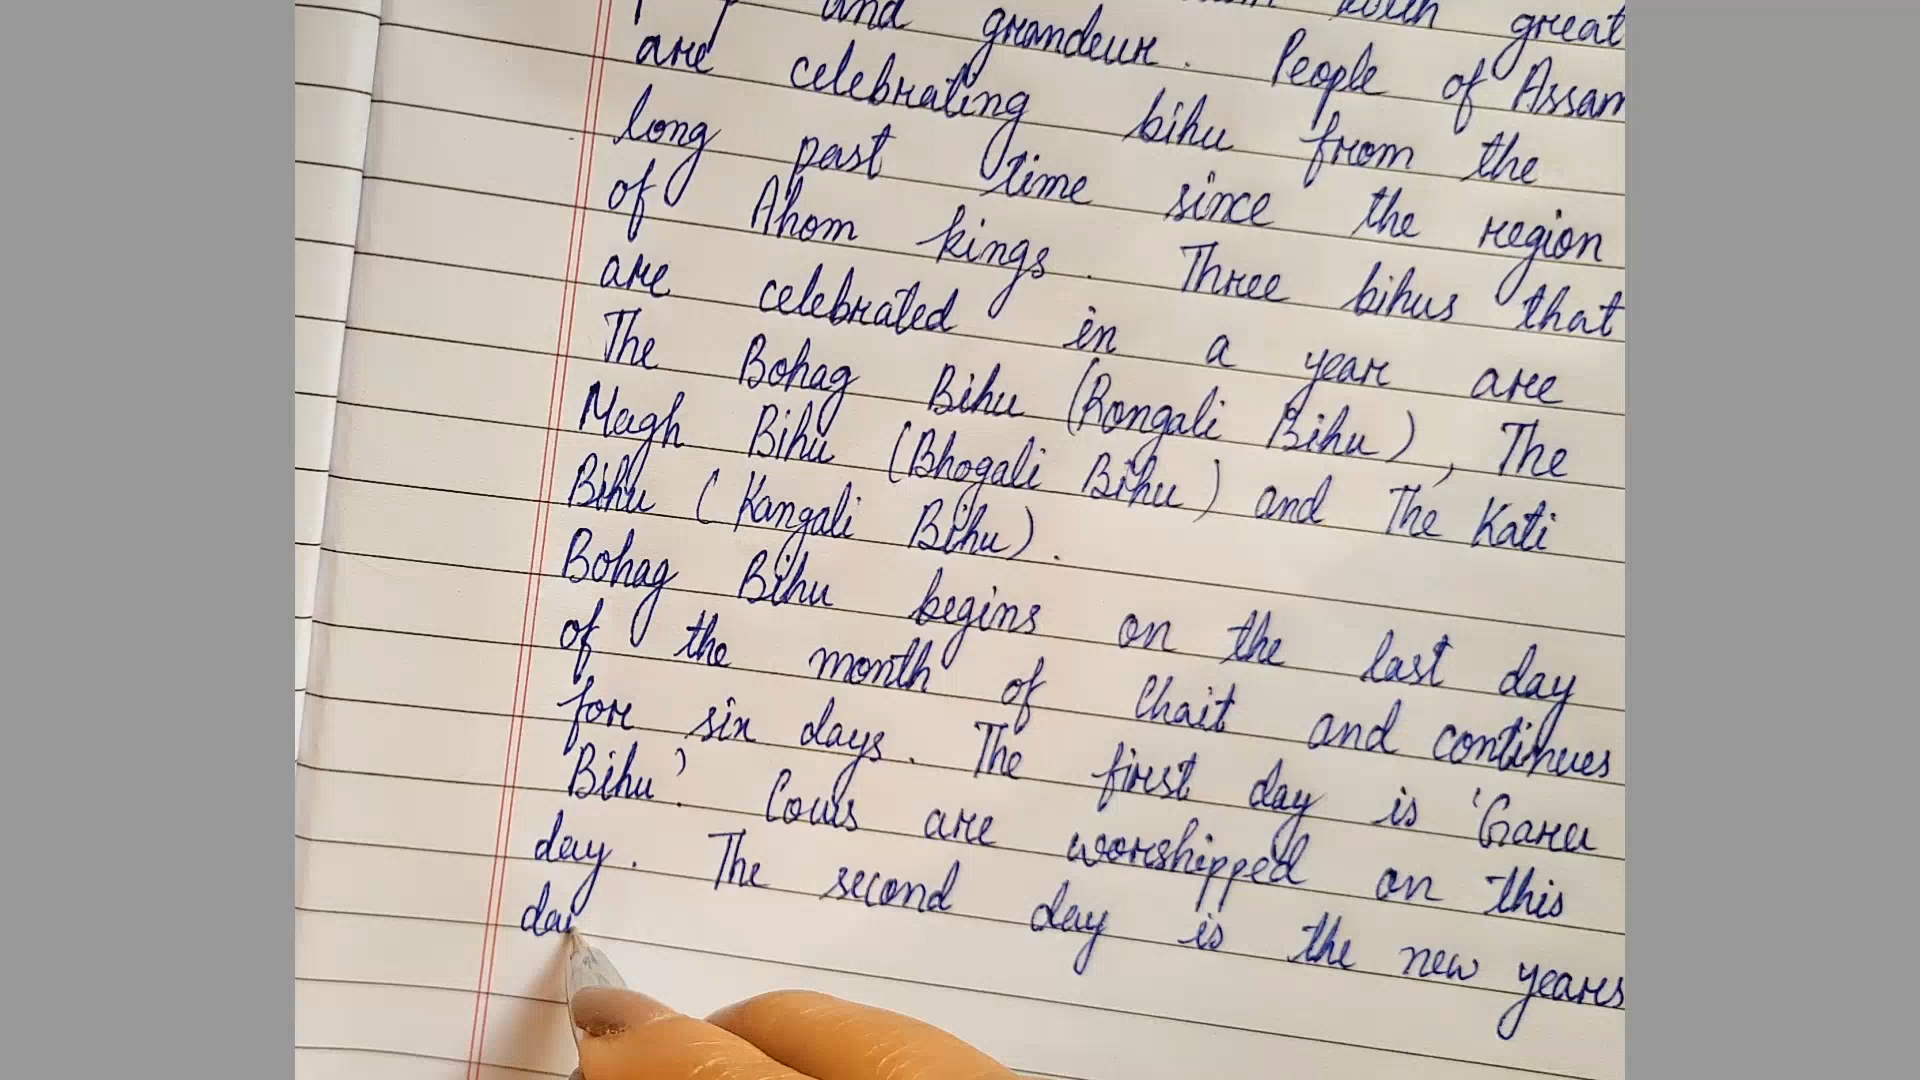 and grandeur. People of Assam great
are celebrating bihu from the
long past time since the region
of Ahom kings. Three bihus that
are celebrated in a year are
The Bohag Bihu (Rongali Bihu), The
Magh Bihu (Bhogali Bihu) and The Kati
Bihu (Kangali Bihu).
Bohag Bihu begins on the last day
of the month of Chait and continues
for six days. The first day is 'Garu
Bihu'. Cows are worshipped on this
day. The second day is the new years
day